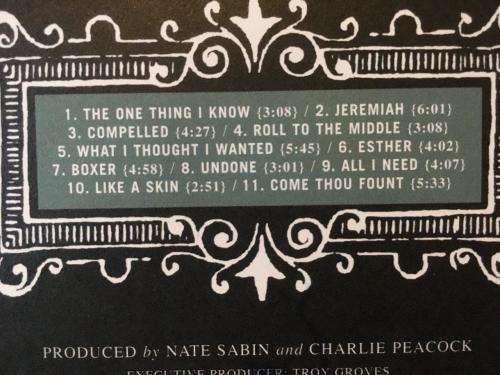 1. THE ONE THING I KNOW {3:08} / 2. JEREMIAH {6:01}
3. COMPELLED {4:27} / 4. ROLL TO THE MIDDLE {3:08}
5. WHAT I THOUGHT I WANTED {5:45} / 6. ESTHER {4:02}
7. BOXER {4:58} / 8. UNDONE {3:01} / 9. ALL I NEED {4:07}
10. LIKE A SKIN {2:51} / 11. COME THOU FOUNT {5:33}
PRODUCED by NATE SABIN and CHARLIE PEACOCK
EXECUTIVE PRODUCER: TROY GROVES